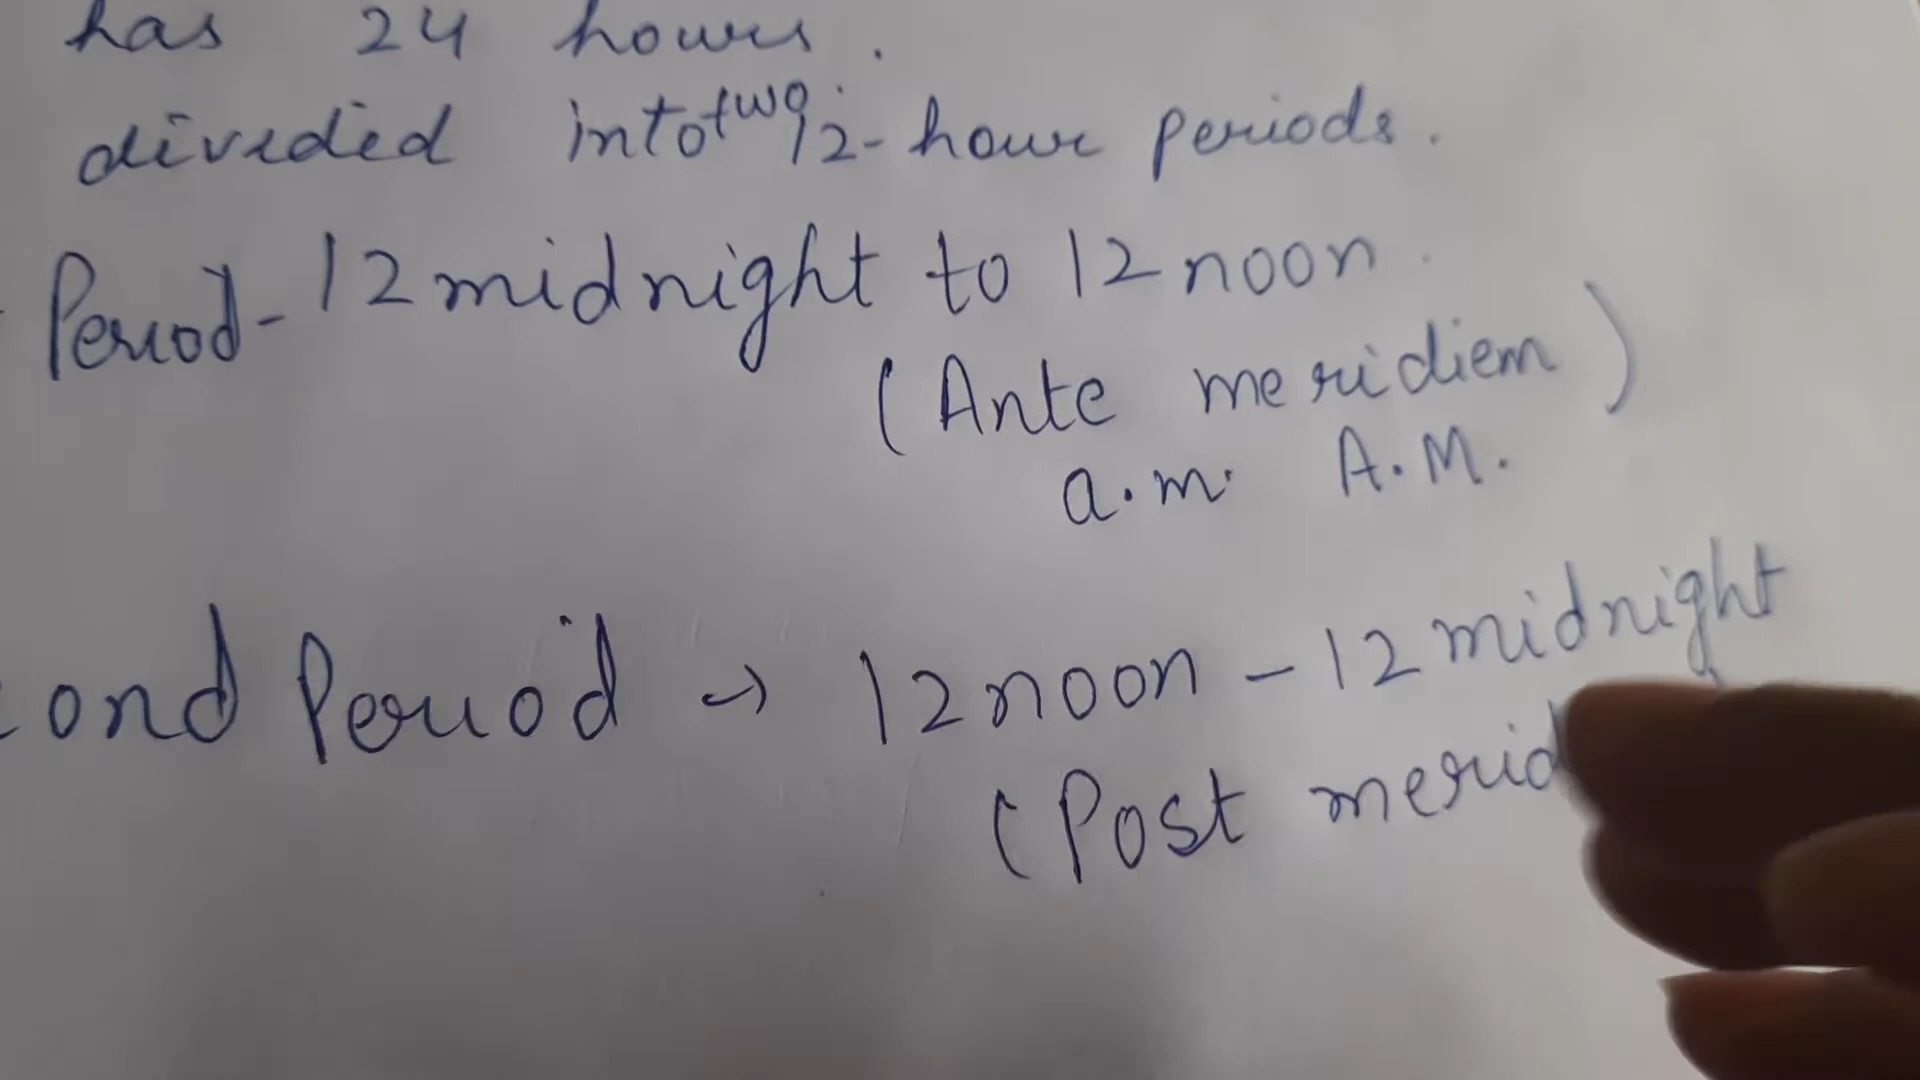 has 24 hours.
divided into two 12-hour periods.
Period - 12 midnight to 12 noon.
(Ante meridiem)
a.m. A.M.
ond Period → 12 noon - 12 midnight
(Post merid